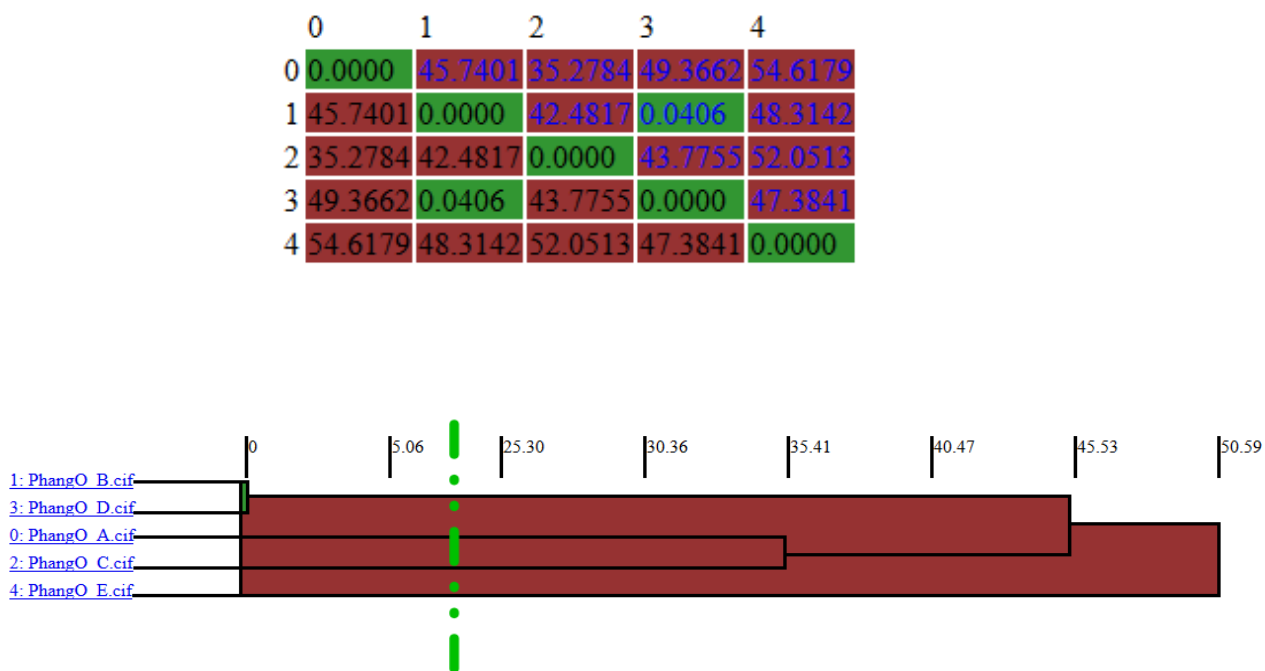 0 1 2 3 4
0 0.0000 45.7401 35.2784 49.3662 54.6179
1 45.7401 0.0000 42.4817 0.0406 48.3142
2 35.2784 42.4817 0.0000 43.7755 52.0513
3 49.3662 0.0406 43.7755 0.0000 47.3841
4 54.6179 48.3142 52.0513 47.3841 0.0000
0 5.06 25.30 30.36 35.41 40.47 45.53 50.59
1: PhangO_B.cif
3: PhangO_D.cif
0: PhangO_A.cif
2: PhangO_C.cif
4: PhangO_E.cif